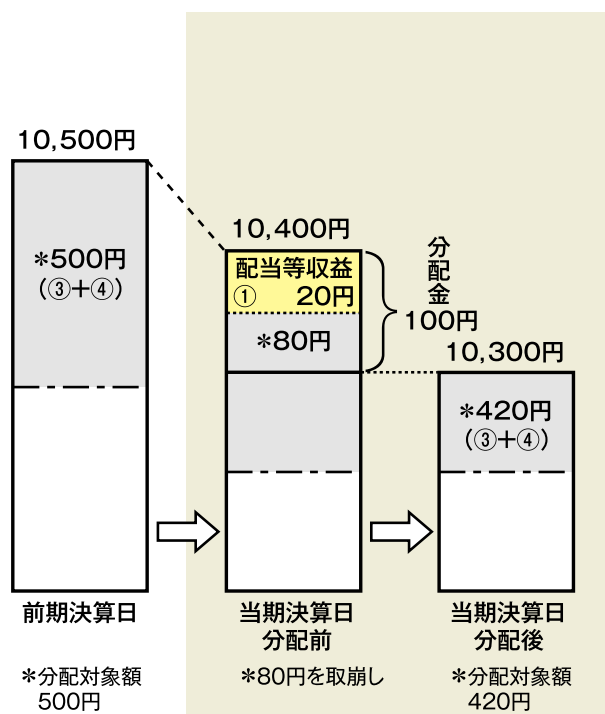 10,500円
*500円
(③+④)
前期決算日
*分配対象額
500円
10,400円
配当等収益
① 20円
*80円
分配金
100円
当期決算日
分配前
*80円を取崩し
10,300円
*420円
(③+④)
当期決算日
分配後
*分配対象額
420円